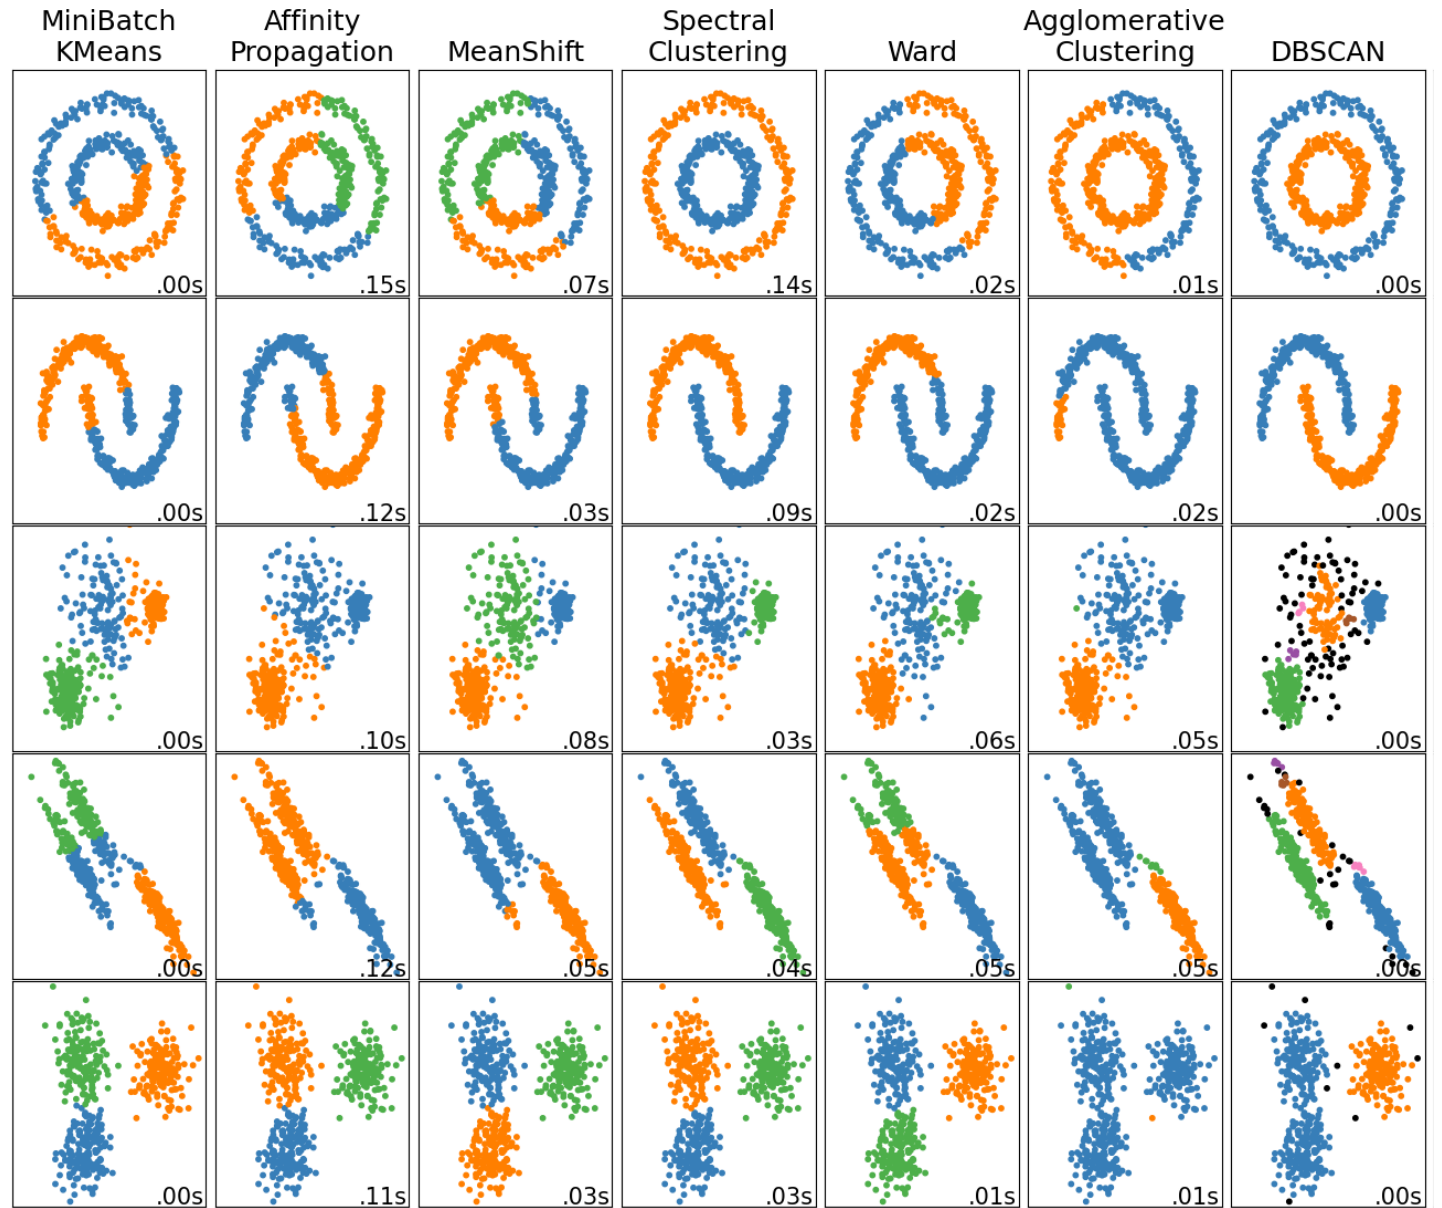 MiniBatch
KMeans
Affinity
Propagation
MeanShift
Spectral
Clustering
Ward
Agglomerative
Clustering
DBSCAN
.00s
.15s
.07s
.14s
.02s
.01s
.00s
.00s
.12s
.03s
.09s
.02s
.02s
.00s
.00s
.10s
.08s
.03s
.06s
.05s
.00s
.00s
.12s
.05s
.04s
.05s
.05s
.00s
.00s
.11s
.03s
.03s
.01s
.01s
.00s